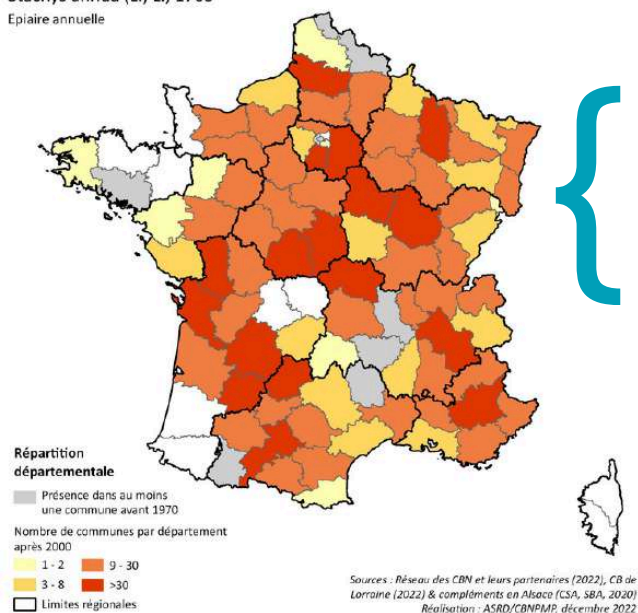 Epiaire annuelle
Répartition
départementale
Présence dans au moins
une commune avant 1970
Nombre de communes par département
après 2000
1 - 2
9 - 30
3 - 8
>30
Limites régionales
Sources : Réseau des CBN et leurs partenaires (2022), CB de
Lorraine (2022) & compléments en Alsace (CSA, SBA, 2020)
Réalisation : ASRD/CBNPMP, décembre 2022
{